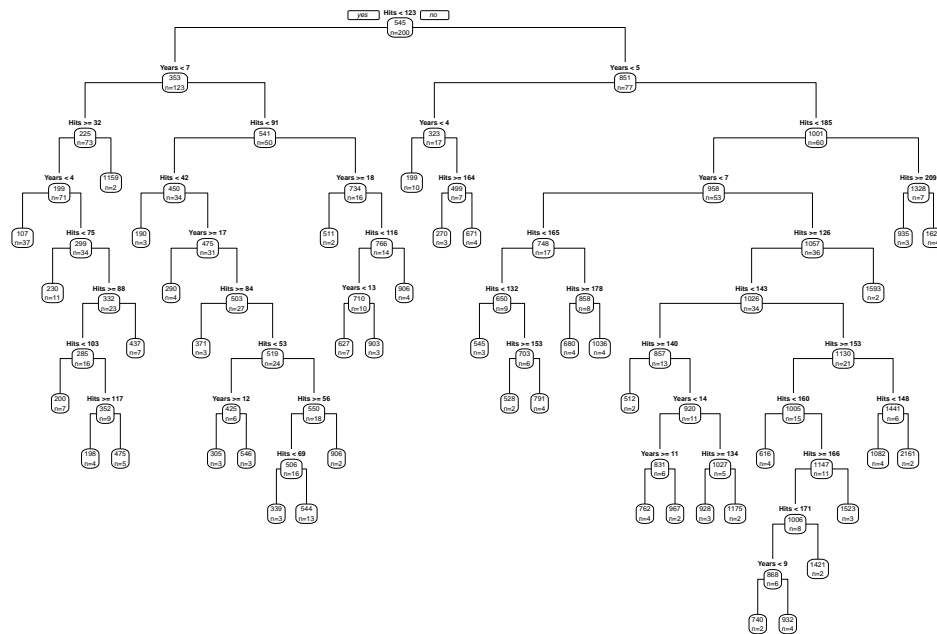 yes Hits < 123 no
545
n=200
Years < 7 Years < 5
353 851
n=123 n=77
Hits >= 32 Hits < 91 Years < 4 Hits < 185
225 541 323 1001
n=73 n=50 n=17 n=60
Years < 4 1159 Hits < 42 Years >= 18 199 Hits >= 164 Years < 7 Hits >= 209
199 n=2 450 734 n=10 499 958 1328
n=71 n=34 n=16 n=7 n=53 n=7
107 Hits < 75 190 Years >= 17 511 Hits < 116 270 671 Hits < 165 Hits >= 126 935
n=37 299 n=3 475 n=2 766 n=3 n=4 748 1057 n=3
n=34 n=31 n=14 n=17 n=36
230 Hits >= 88 290 Hits >= 84 Years < 13 906 Hits < 132 Hits >= 178 Hits < 143 1593
n=11 332 n=4 503 710 n=4 650 858 1026 n=2
n=23 n=27 n=10 n=9 n=8 n=34
Hits < 103 437 371 Hits < 53 627 903 545 Hits >= 153 680 1036 Hits >= 140 Hits >= 153
285 n=7 n=3 519 n=7 n=3 n=3 703 n=4 n=4 857 1130
n=16 n=24 n=6 n=13 n=21
200 Hits >= 117 Years >= 12 Hits >= 56 528 791 512 Years < 14 Hits < 160 Hits < 148
n=7 352 425 550 n=2 n=4 n=2 920 1005 1441
n=9 n=6 n=18 n=11 n=15 n=6
198 475 305 546 Hits < 69 906 Years >= 11 Hits >= 134 616 Hits >= 166 1082 2161
n=4 n=5 n=3 n=3 506 n=2 831 1027 n=4 1147 n=4 n=2
n=16 n=6 n=5 n=11
339 544 762 967 928 1175 Hits < 171 1523
n=3 n=13 n=4 n=2 n=3 n=2 1006 n=3
n=8
Years < 9 1421
868 n=2
n=6
740 932
n=2 n=4